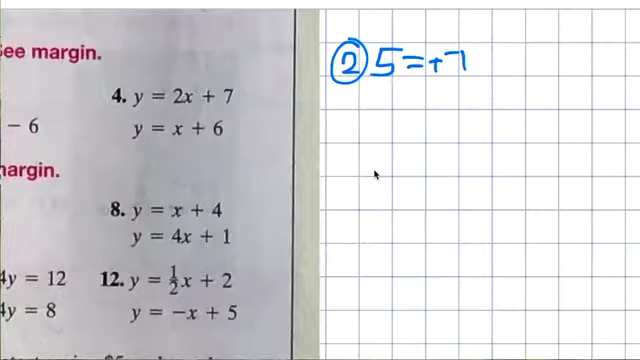 See margin.
② 5 = +7
4. y = 2x + 7
− 6
y = x + 6
margin.
8. y = x + 4
y = 4x + 1
4y = 12
12. y = 1/2 x + 2
4y = 8
y = −x + 5